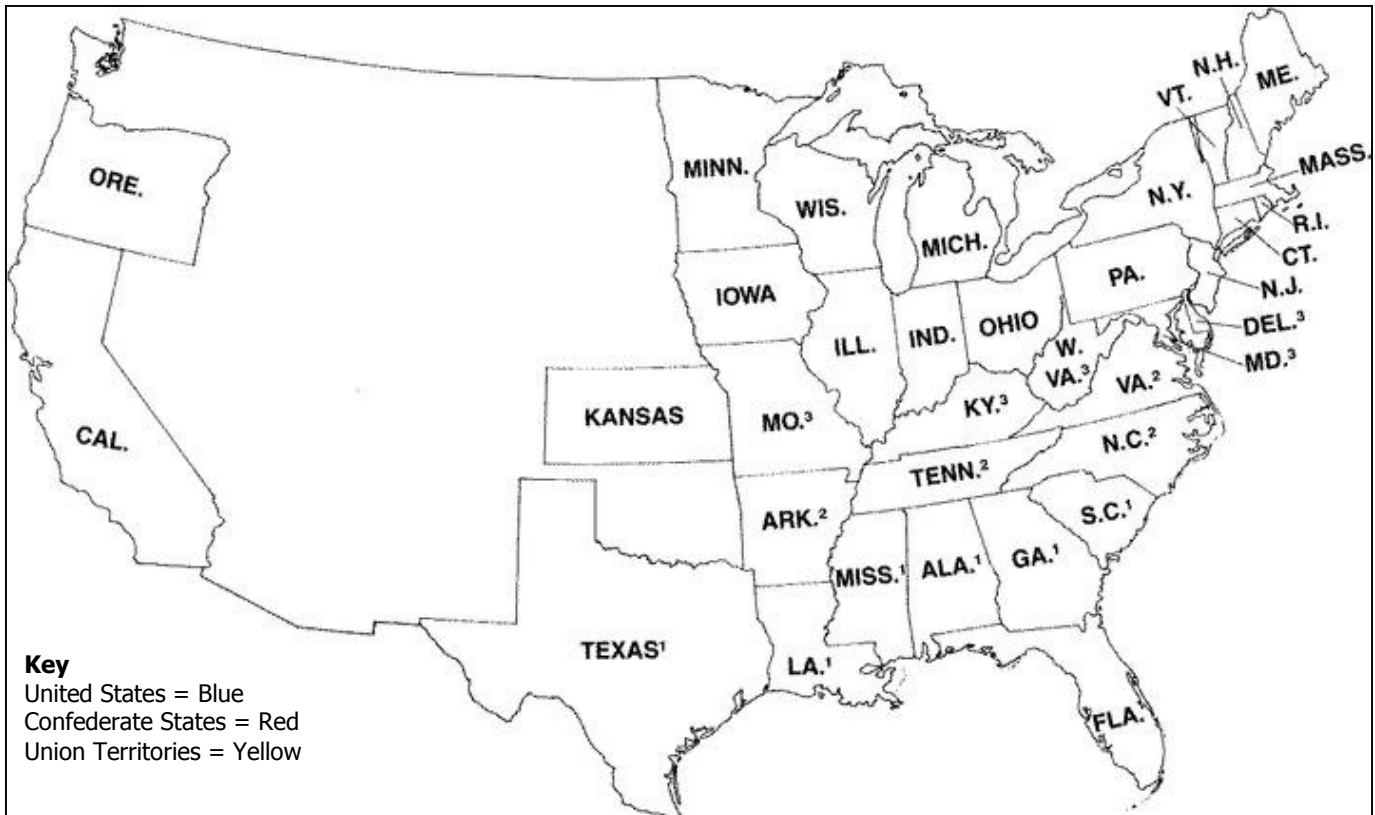 N.H.
ME.
VT.
MASS.
ORE.
MINN.
WIS.
MICH.
N.Y.
R.I.
CT.
N.J.
PA.
IOWA
ILL.
IND.
OHIO
DEL.³
MD.³
W.
VA.³
VA.²
CAL.
KANSAS
MO.³
KY.³
N.C.²
TENN.²
ARK.²
S.C.¹
MISS.¹
ALA.¹
GA.¹
TEXAS¹
LA.¹
FLA.¹
Key
United States = Blue
Confederate States = Red
Union Territories = Yellow